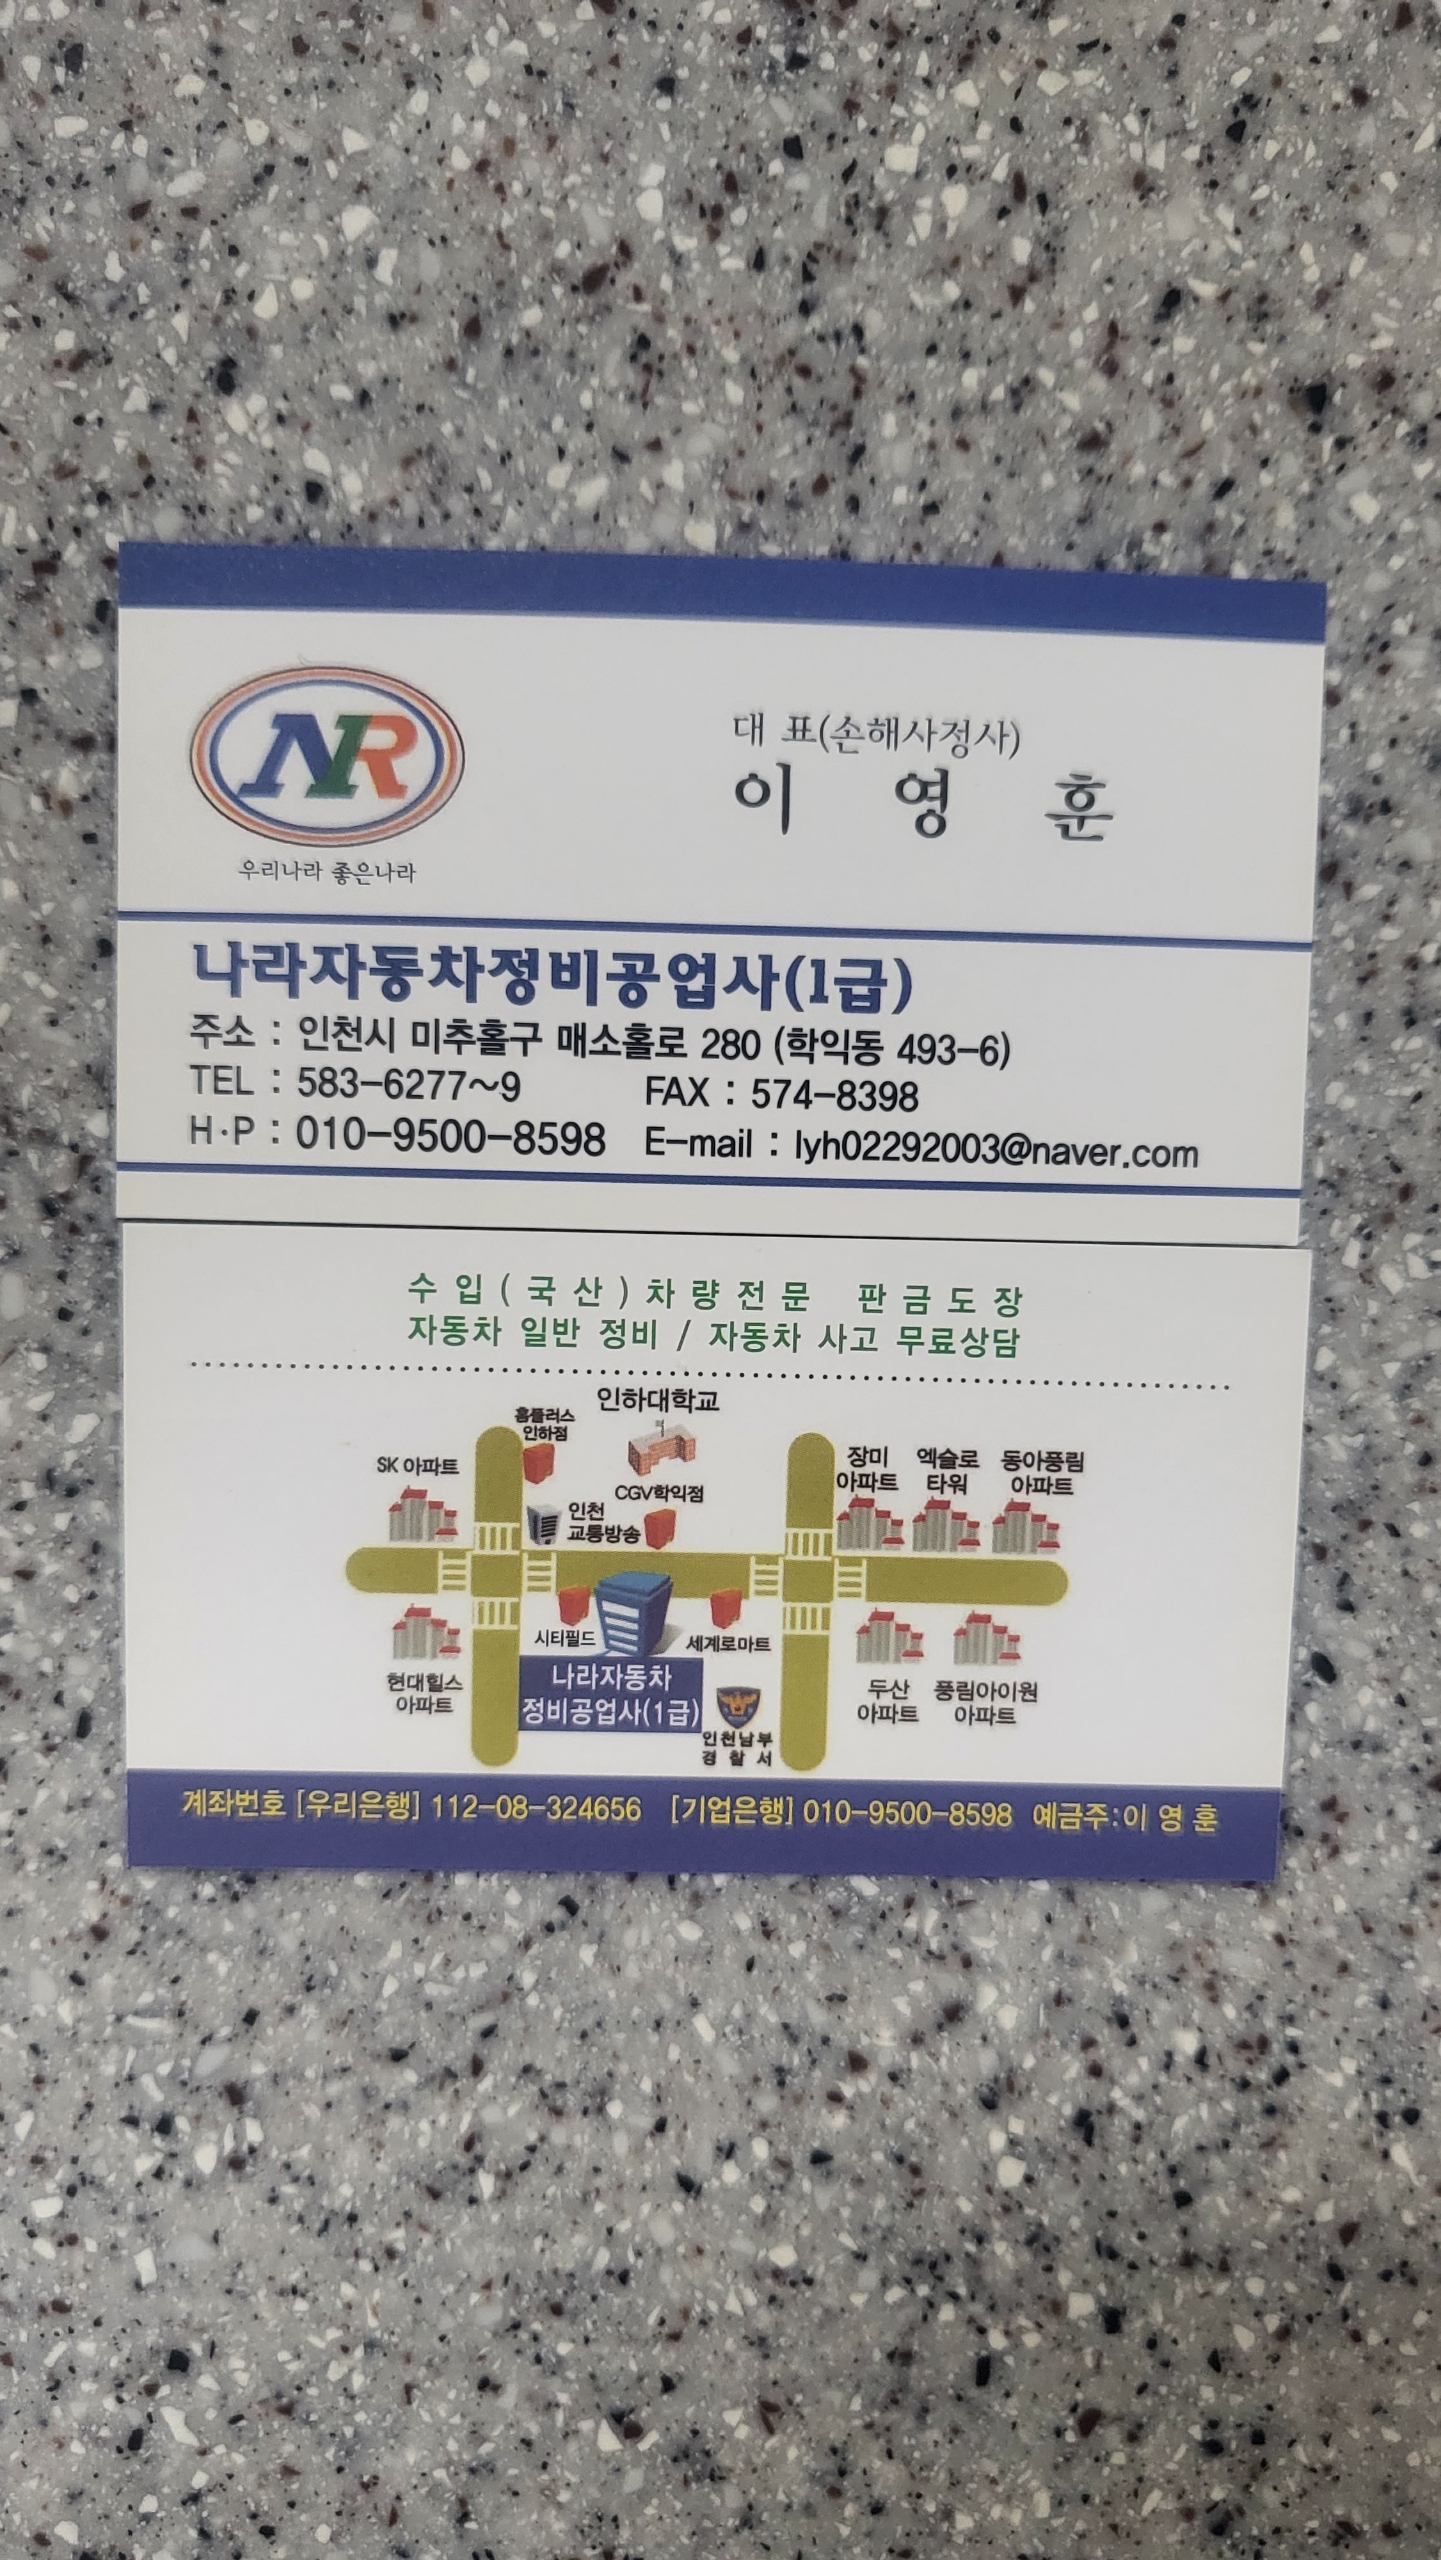 NR
우리나라 좋은나라
대 표(손해사정사)
이 영 훈
나라자동차정비공업사(1급)
주소 : 인천시 미추홀구 매소홀로 280 (학익동 493-6)
TEL : 583-6277~9 FAX : 574-8398
H·P : 010-9500-8598 E-mail : lyh02292003@naver.com
수 입 ( 국 산 ) 차 량 전 문 판 금 도 장
자동차 일반 정비 / 자동차 사고 무료상담
인하대학교
홈플러스
인하점
SK 아파트
CGV학익점
인천
교통방송
장미
아파트
엑슬로
타워
동아풍림
아파트
시티필드
세계로마트
현대힐스
아파트
나라자동차
정비공업사(1급)
인천남부
경 찰 서
두산
아파트
풍림아이원
아파트
계좌번호 [우리은행] 112-08-324656 [기업은행] 010-9500-8598 예금주:이 영 훈